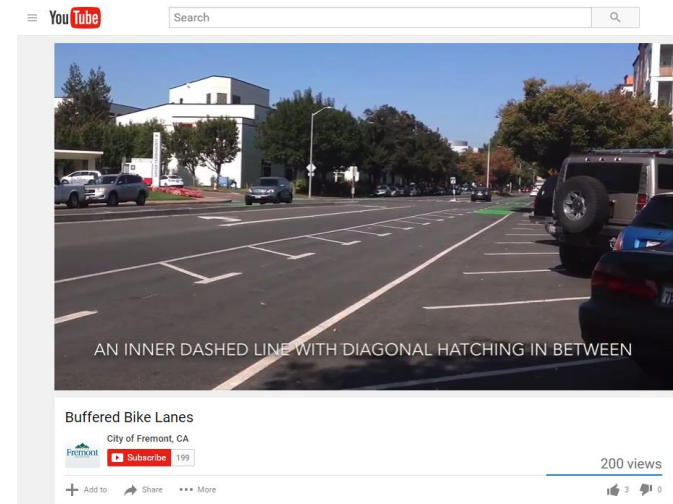 You Tube
Search
AN INNER DASHED LINE WITH DIAGONAL HATCHING IN BETWEEN
Buffered Bike Lanes
City of Fremont, CA
Fremont
Subscribe 199
200 views
Add to Share More
3 0